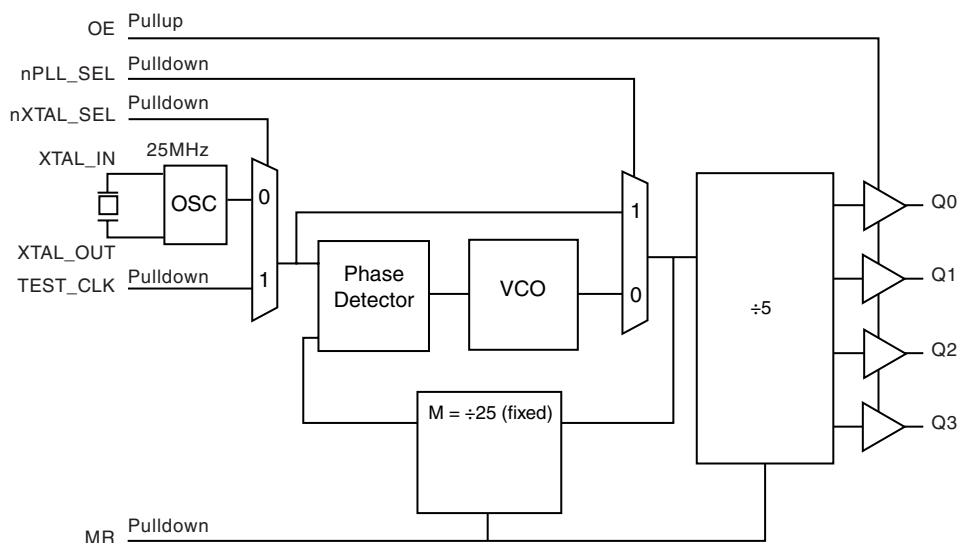 OE Pullup
nPLL_SEL Pulldown
nXTAL_SEL Pulldown
XTAL_IN
25MHz
OSC
XTAL_OUT
TEST_CLK Pulldown
0
1
Phase
Detector
VCO
1
0
÷5
M = ÷25 (fixed)
Q0
Q1
Q2
Q3
MR Pulldown